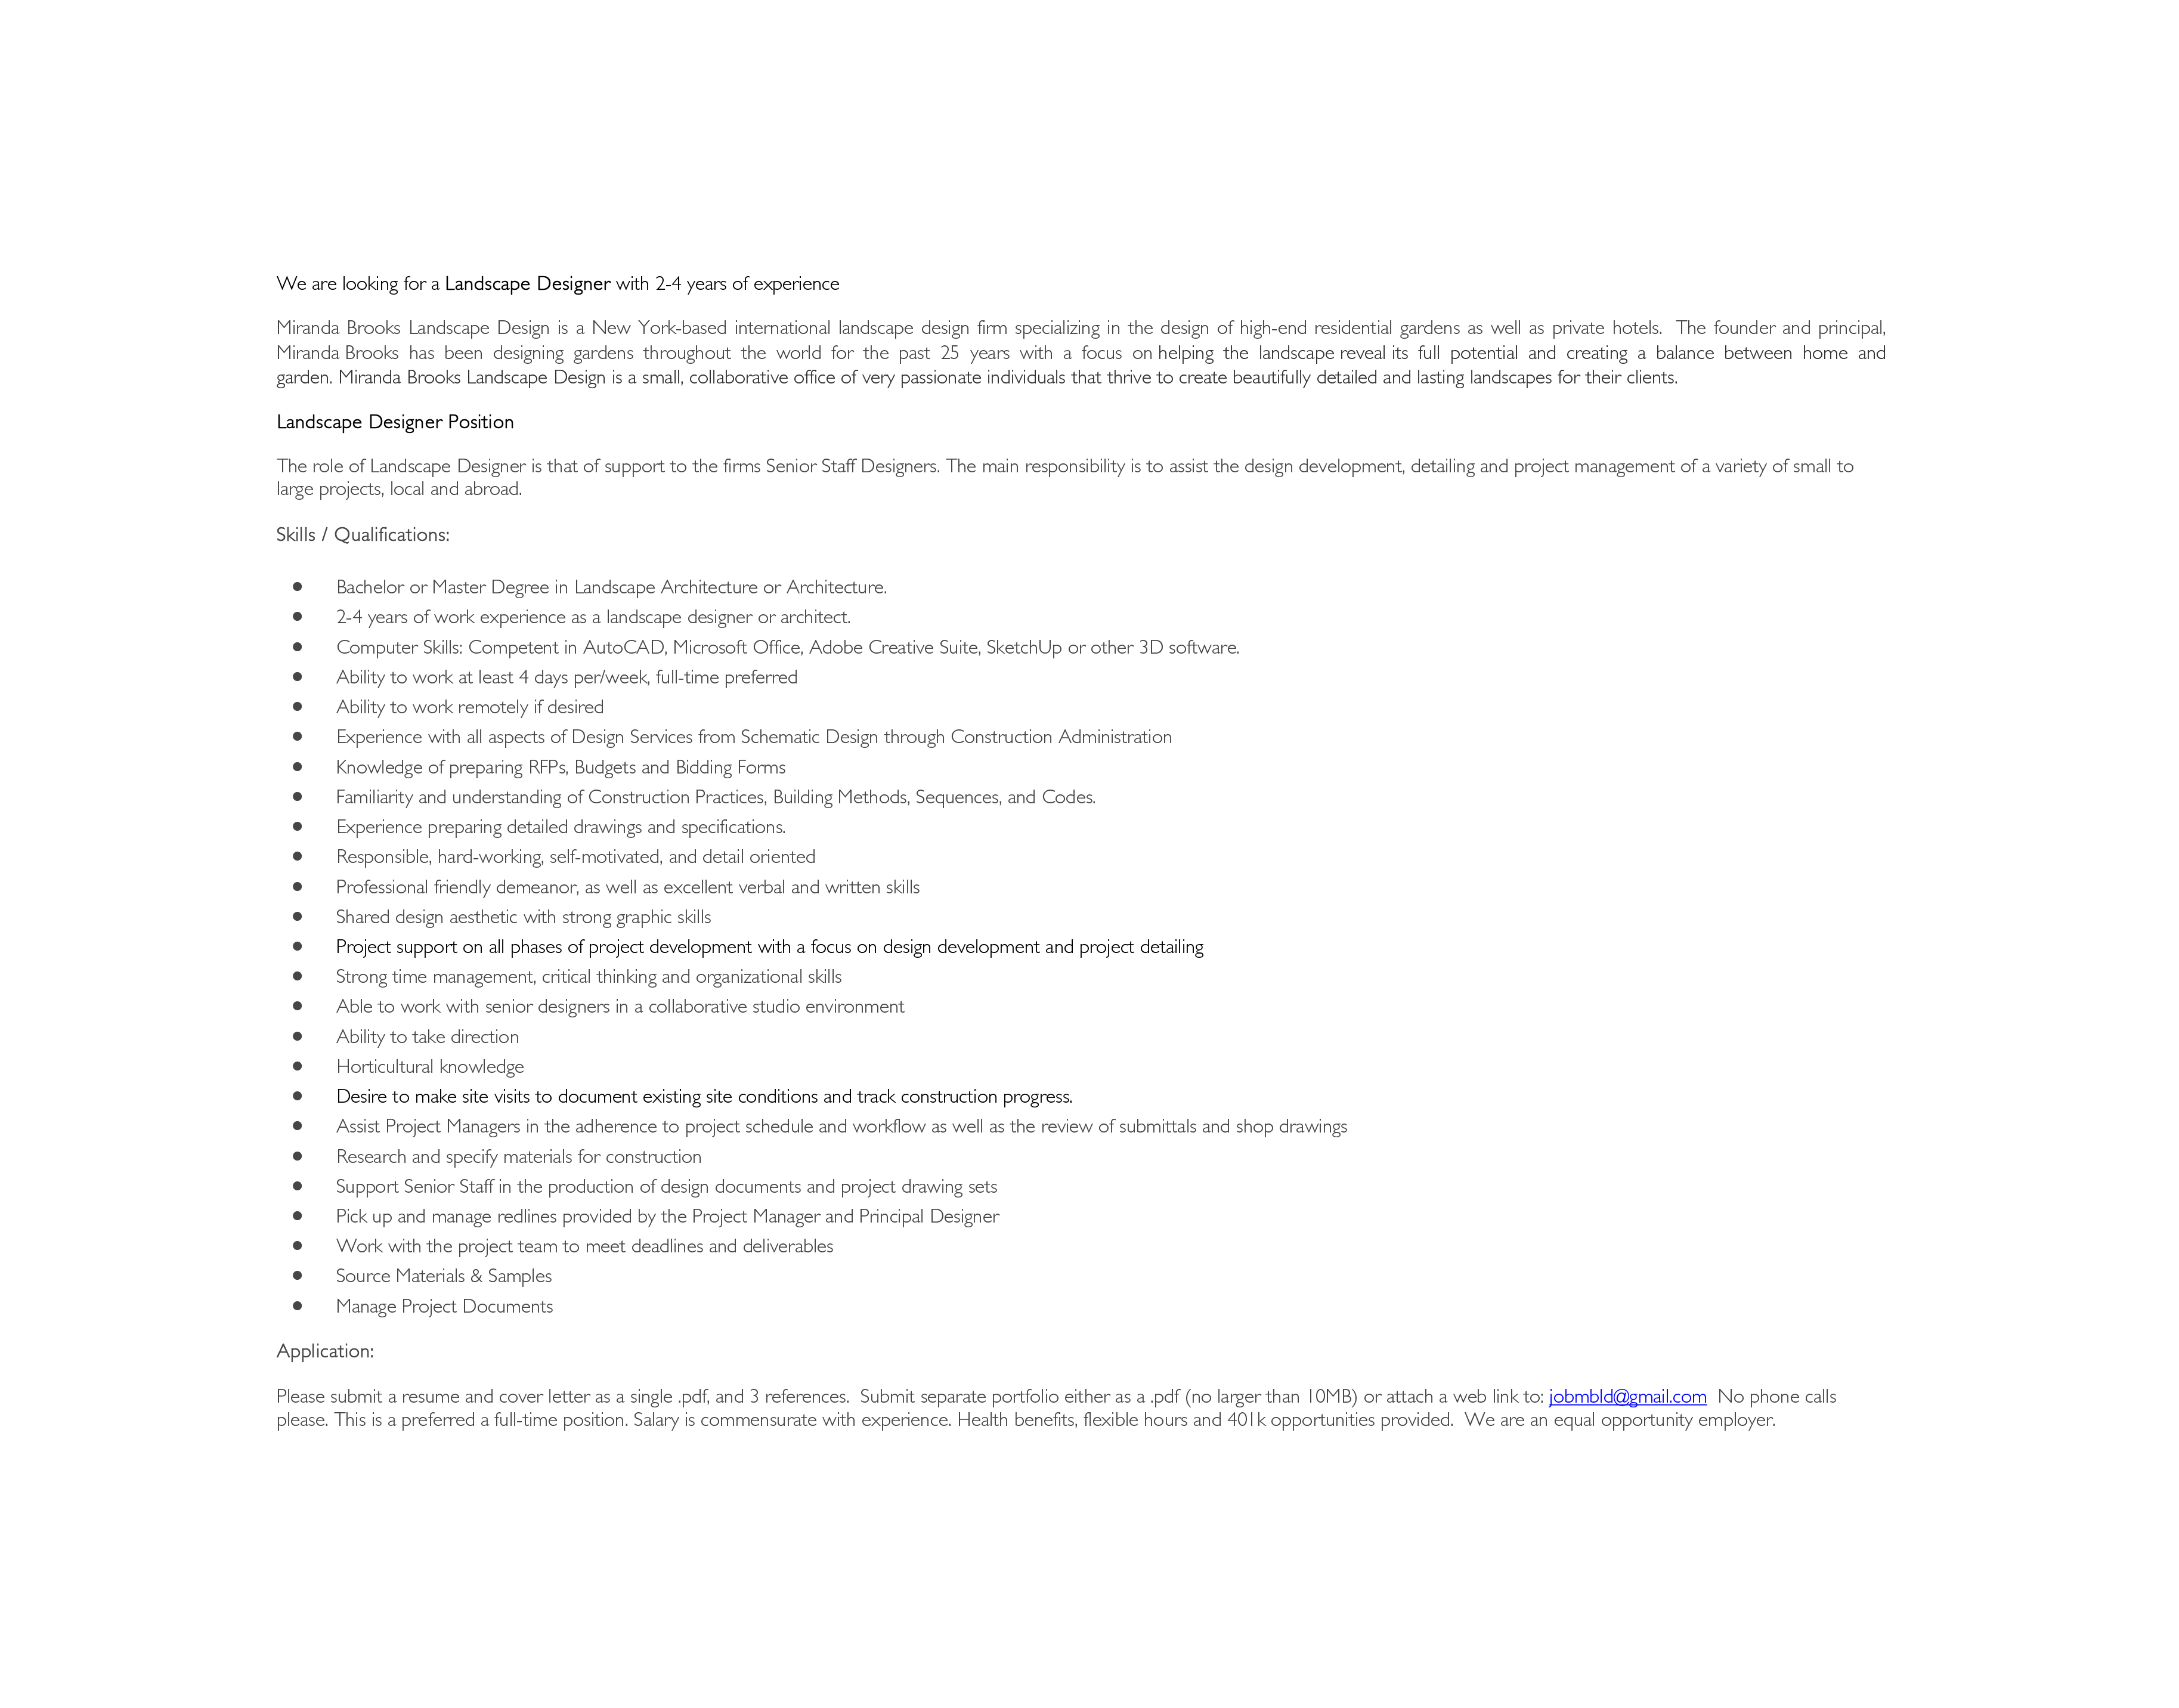 We are looking for a Landscape Designer with 2-4 years of experience
Miranda Brooks Landscape Design is a New York-based international landscape design firm specializing in the design of high-end residential gardens as well as private hotels. The founder and principal,
Miranda Brooks has been designing gardens throughout the world for the past 25 years with a focus on helping the landscape reveal its full potential and creating a balance between home and
garden. Miranda Brooks Landscape Design is a small, collaborative office of very passionate individuals that thrive to create beautifully detailed and lasting landscapes for their clients.
Landscape Designer Position
The role of Landscape Designer is that of support to the firms Senior Staff Designers. The main responsibility is to assist the design development, detailing and project management of a variety of small to
large projects, local and abroad.
Skills / Qualifications:
● Bachelor or Master Degree in Landscape Architecture or Architecture.
● 2-4 years of work experience as a landscape designer or architect.
● Computer Skills: Competent in AutoCAD, Microsoft Office, Adobe Creative Suite, SketchUp or other 3D software.
● Ability to work at least 4 days per/week, full-time preferred
● Ability to work remotely if desired
● Experience with all aspects of Design Services from Schematic Design through Construction Administration
● Knowledge of preparing RFPs, Budgets and Bidding Forms
● Familiarity and understanding of Construction Practices, Building Methods, Sequences, and Codes.
● Experience preparing detailed drawings and specifications.
● Responsible, hard-working, self-motivated, and detail oriented
● Professional friendly demeanor, as well as excellent verbal and written skills
● Shared design aesthetic with strong graphic skills
● Project support on all phases of project development with a focus on design development and project detailing
● Strong time management, critical thinking and organizational skills
● Able to work with senior designers in a collaborative studio environment
● Ability to take direction
● Horticultural knowledge
● Desire to make site visits to document existing site conditions and track construction progress.
● Assist Project Managers in the adherence to project schedule and workflow as well as the review of submittals and shop drawings
● Research and specify materials for construction
● Support Senior Staff in the production of design documents and project drawing sets
● Pick up and manage redlines provided by the Project Manager and Principal Designer
● Work with the project team to meet deadlines and deliverables
● Source Materials & Samples
● Manage Project Documents
Application:
Please submit a resume and cover letter as a single .pdf, and 3 references. Submit separate portfolio either as a .pdf (no larger than 10MB) or attach a web link to: jobmbld@gmail.com No phone calls
please. This is a preferred a full-time position. Salary is commensurate with experience. Health benefits, flexible hours and 401k opportunities provided. We are an equal opportunity employer.